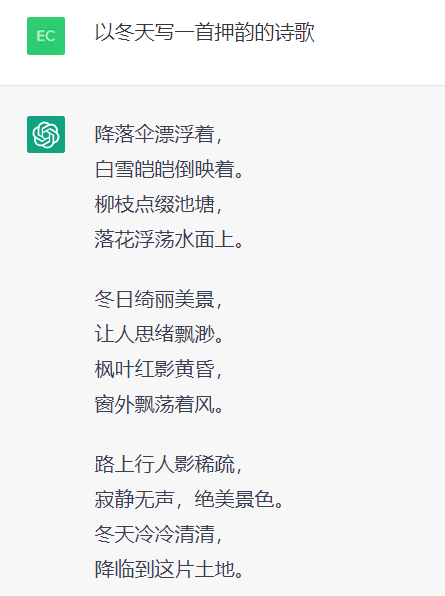 EC
以冬天写一首押韵的诗歌
降落伞漂浮着，
白雪皑皑倒映着。
柳枝点缀池塘，
落花浮荡水面上。
冬日绮丽美景，
让人思绪飘渺。
枫叶红影黄昏，
窗外飘荡着风。
路上行人影稀疏，
寂静无声，绝美景色。
冬天冷冷清清，
降临到这片土地。